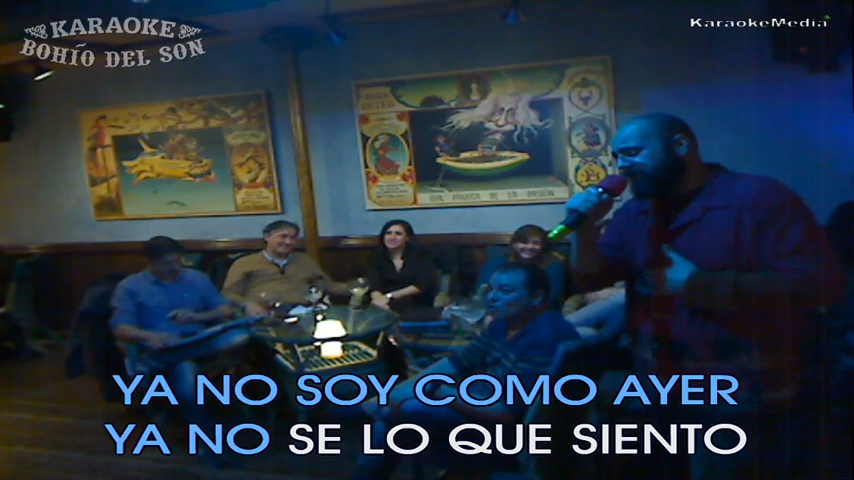 KARAOKE
BOHÍO DEL SON
KaraokeMedia
YA NO SOY COMO AYER
YA NO SE LO QUE SIENTO